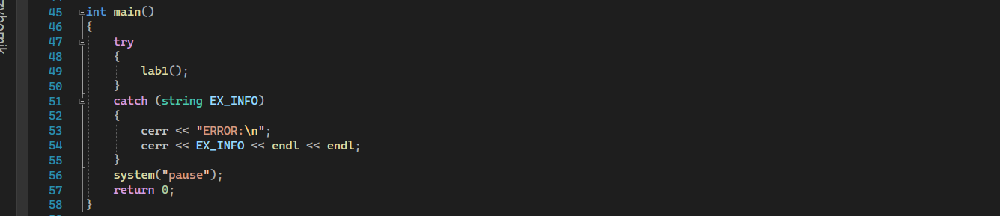 45 int main()
46 {
47 try
48 {
49 lab1();
50 }
51 catch (string EX_INFO)
52 {
53 cerr << "ERROR:\n";
54 cerr << EX_INFO << endl << endl;
55 }
56 system("pause");
57 return 0;
58 }